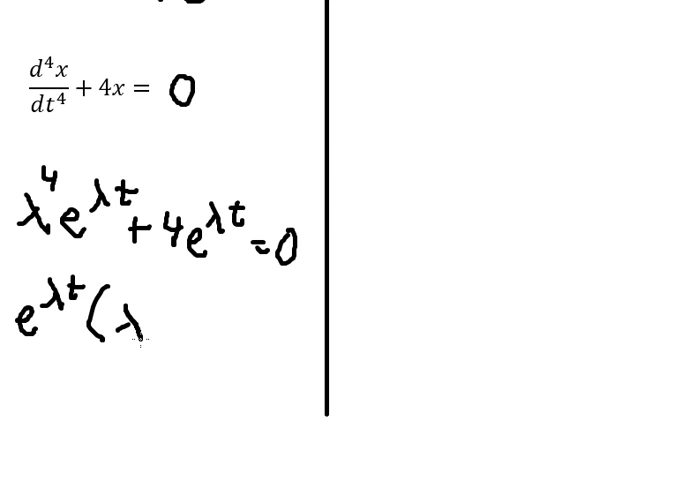 d⁴x/dt⁴ + 4x = 0
λ⁴e^λt + 4e^λt = 0
e^λt (λ